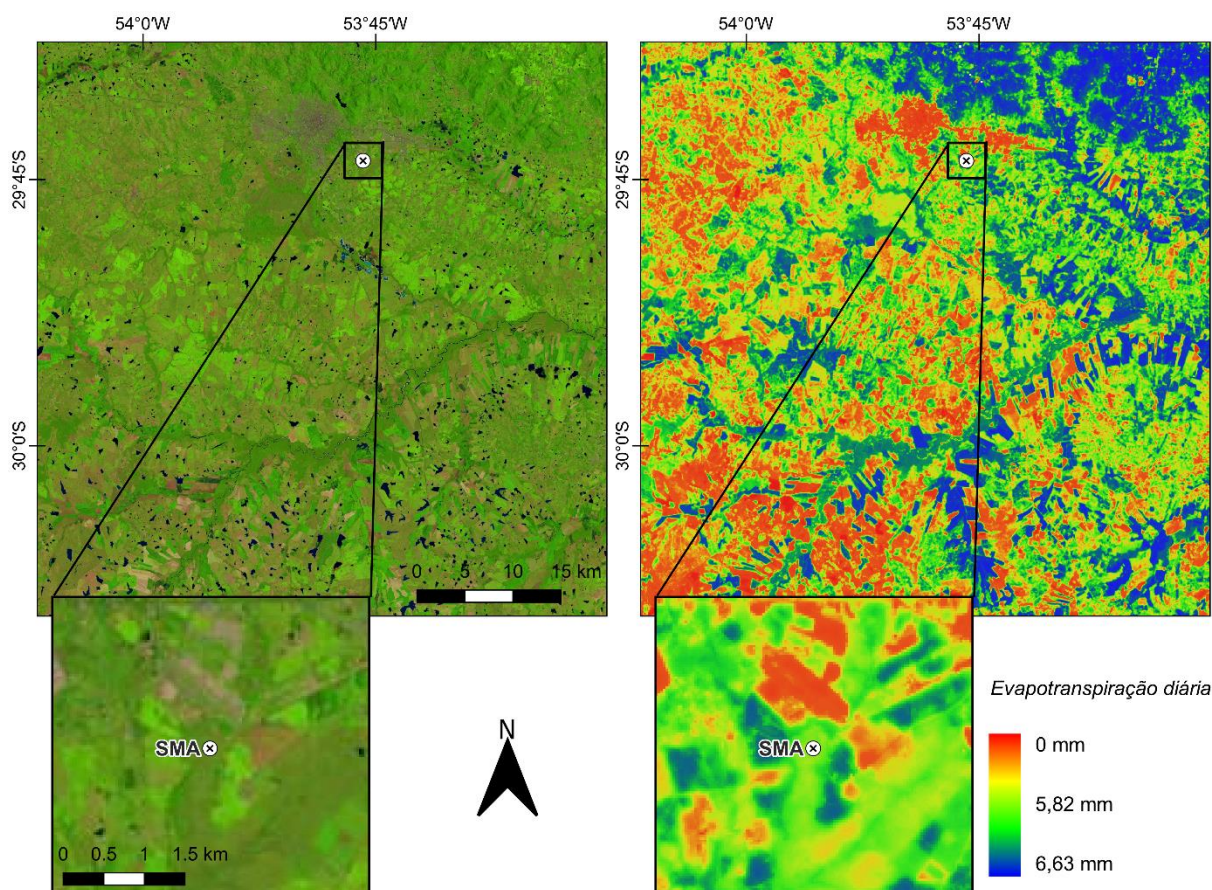 54°0'W 53°45'W 54°0'W 53°45'W
29°45'S 29°45'S
30°0'S 30°0'S
0 5 10 15 km
SMA
0 0.5 1 1.5 km
N
SMA
Evapotranspiração diária
0 mm
5,82 mm
6,63 mm